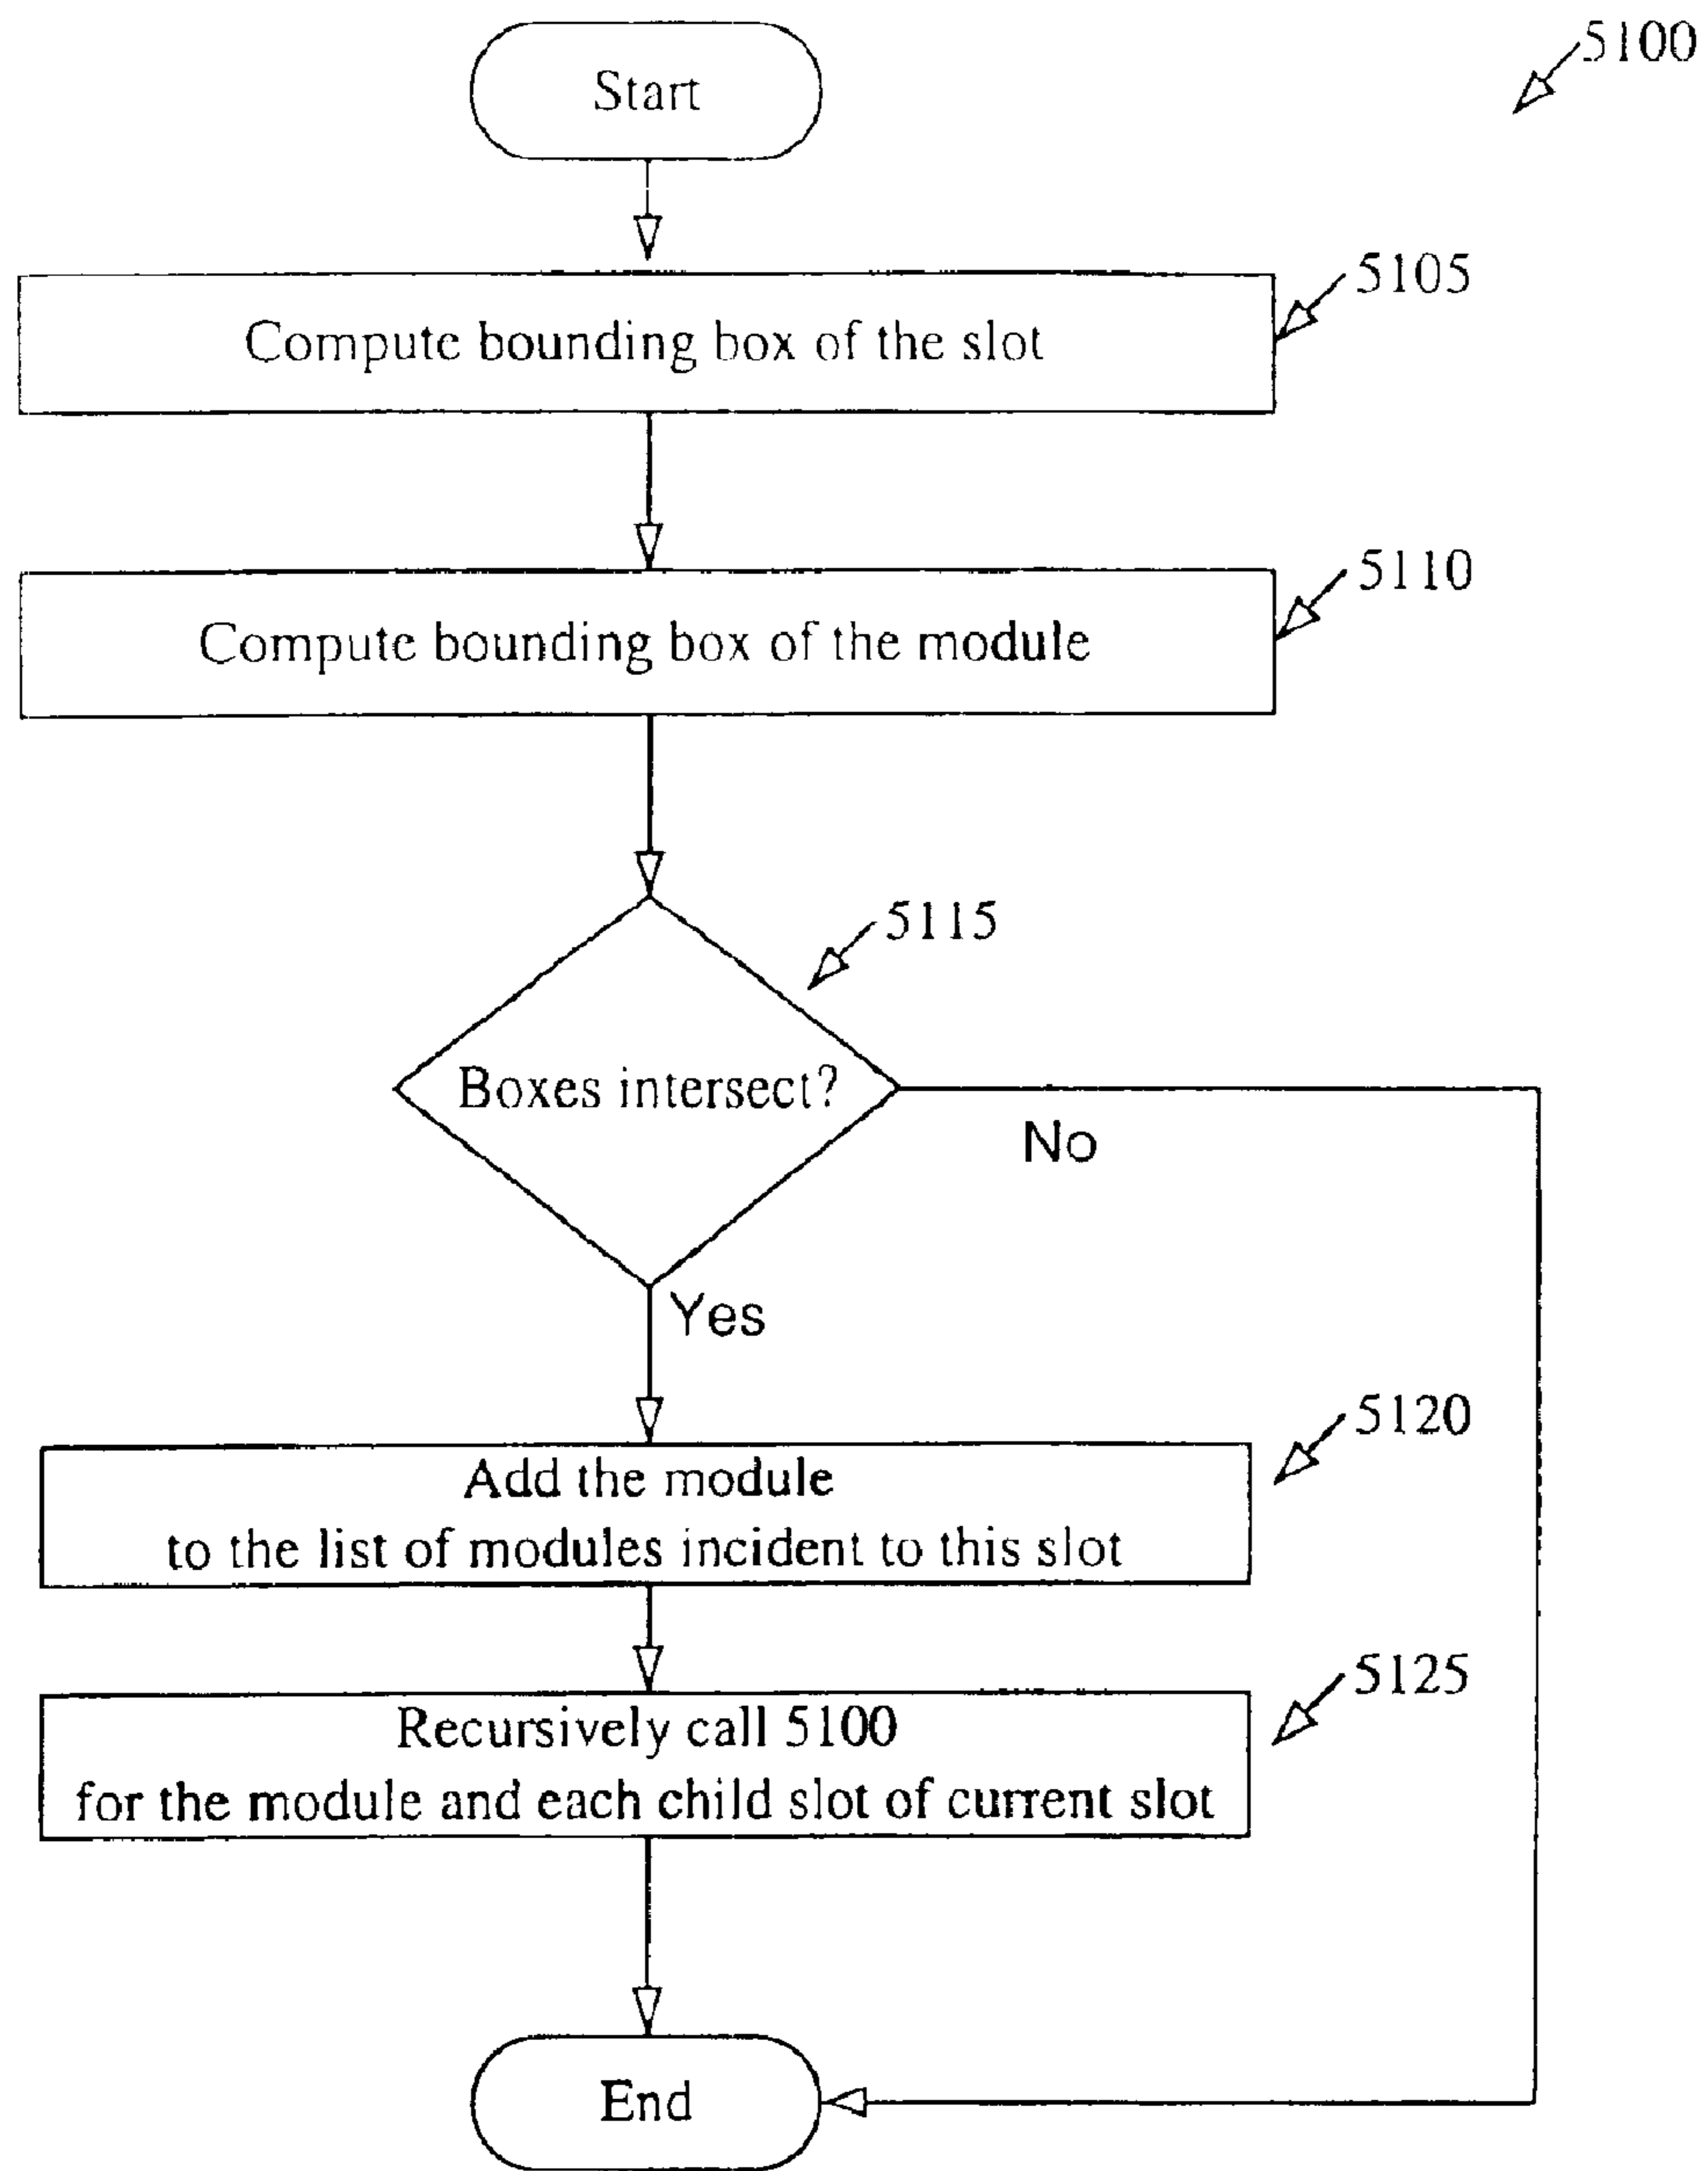 5100
Start
5105
Compute bounding box of the slot
5110
Compute bounding box of the module
5115
Boxes intersect?
No
Yes
5120
Add the module
to the list of modules incident to this slot
5125
Recursively call 5100
for the module and each child slot of current slot
End